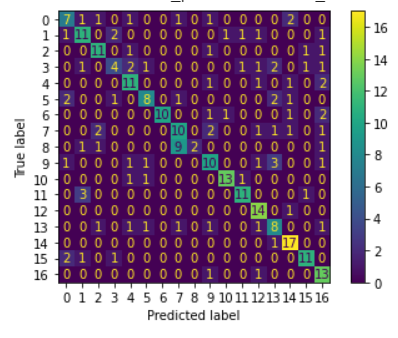 0 7 1 1 0 1 0 0 1 0 1 0 0 0 0 2 0 0 16
1 1 11 0 2 0 0 0 0 0 0 1 1 1 0 0 1 1
2 0 0 11 0 1 0 0 0 0 1 0 0 0 0 0 1 1 14
3 0 1 0 4 2 1 0 0 0 0 0 1 1 2 0 1 1
4 0 0 0 0 11 0 0 0 0 1 0 0 1 0 1 0 2 12
5 2 0 0 1 0 8 0 1 0 0 0 0 0 2 1 0 0
6 0 0 0 0 0 0 10 0 0 1 1 0 0 0 1 0 2 10
7 0 0 2 0 0 0 0 10 0 2 0 0 1 1 1 0 1
True label 8 0 1 1 0 0 0 0 9 2 0 0 0 0 0 0 0 1 8
9 1 0 0 0 1 1 0 0 0 10 0 0 1 3 0 0 1
10 0 0 0 0 1 1 0 0 0 0 13 1 0 0 0 0 0 6
11 0 3 0 0 0 0 0 0 0 0 0 11 0 0 0 1 0
12 0 0 0 0 0 0 0 0 0 0 0 0 14 0 1 0 0 4
13 0 0 1 0 1 1 0 1 0 1 0 0 1 8 0 0 1
14 0 0 0 0 0 0 0 0 0 0 0 0 0 1 17 0 0 2
15 2 1 0 1 0 0 0 0 0 0 0 0 0 0 0 11 0
16 0 0 0 0 0 0 0 0 0 1 0 0 1 0 0 0 13 0
0 1 2 3 4 5 6 7 8 9 10 11 12 13 14 15 16
Predicted label